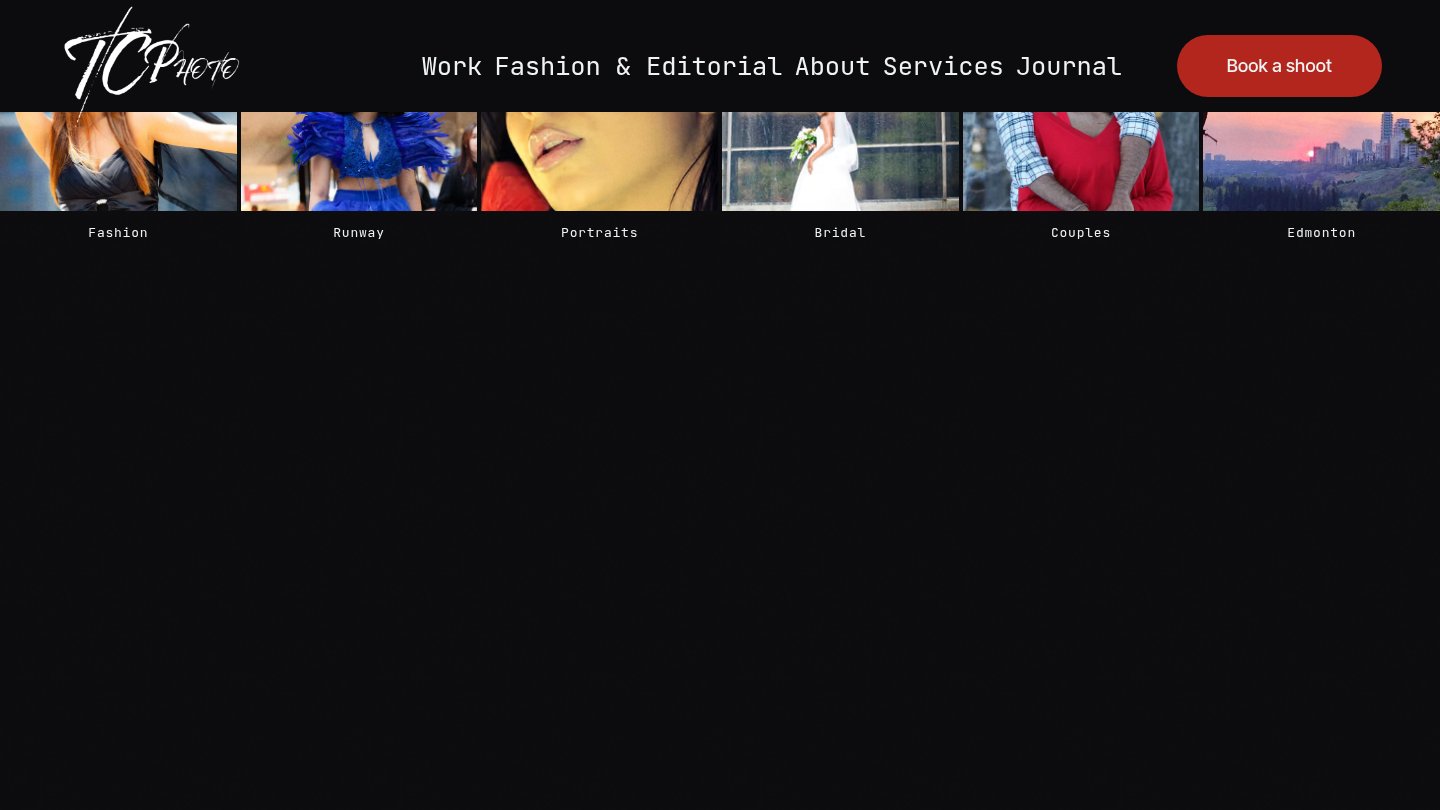 TCPHOTO
Work Fashion & Editorial About Services Journal
Book a shoot
Fashion
Runway
Portraits
Bridal
Couples
Edmonton